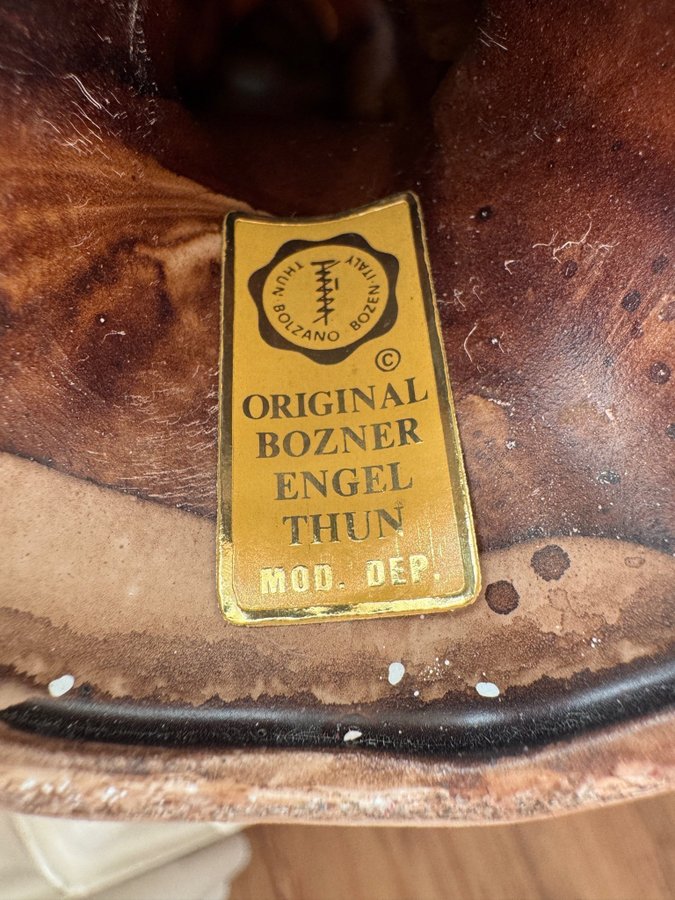 THUN·BOLZANO BOZEN·ITALY
©
ORIGINAL
BOZNER
ENGEL
THUN
MOD. DEP.